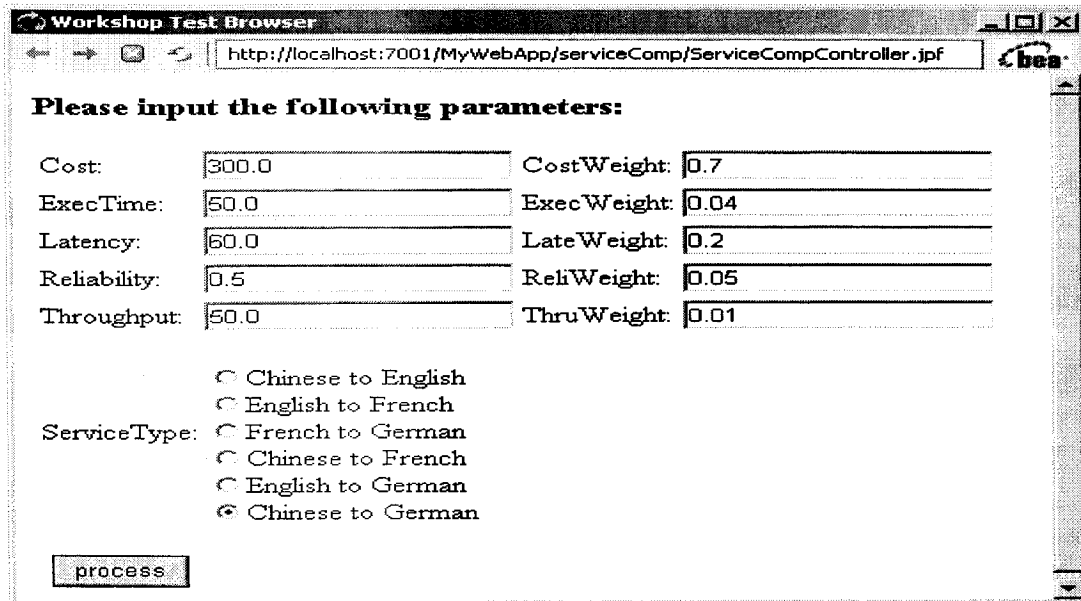 Workshop Test Browser
http://localhost:7001/MyWebApp/serviceComp/ServiceCompController.jpf
bea
Please input the following parameters:
Cost: 300.0 CostWeight: 0.7
ExecTime: 50.0 ExecWeight: 0.04
Latency: 60.0 LateWeight: 0.2
Reliability: 0.5 ReliWeight: 0.05
Throughput: 50.0 ThruWeight: 0.01
Chinese to English
English to French
ServiceType: French to German
Chinese to French
English to German
Chinese to German
process